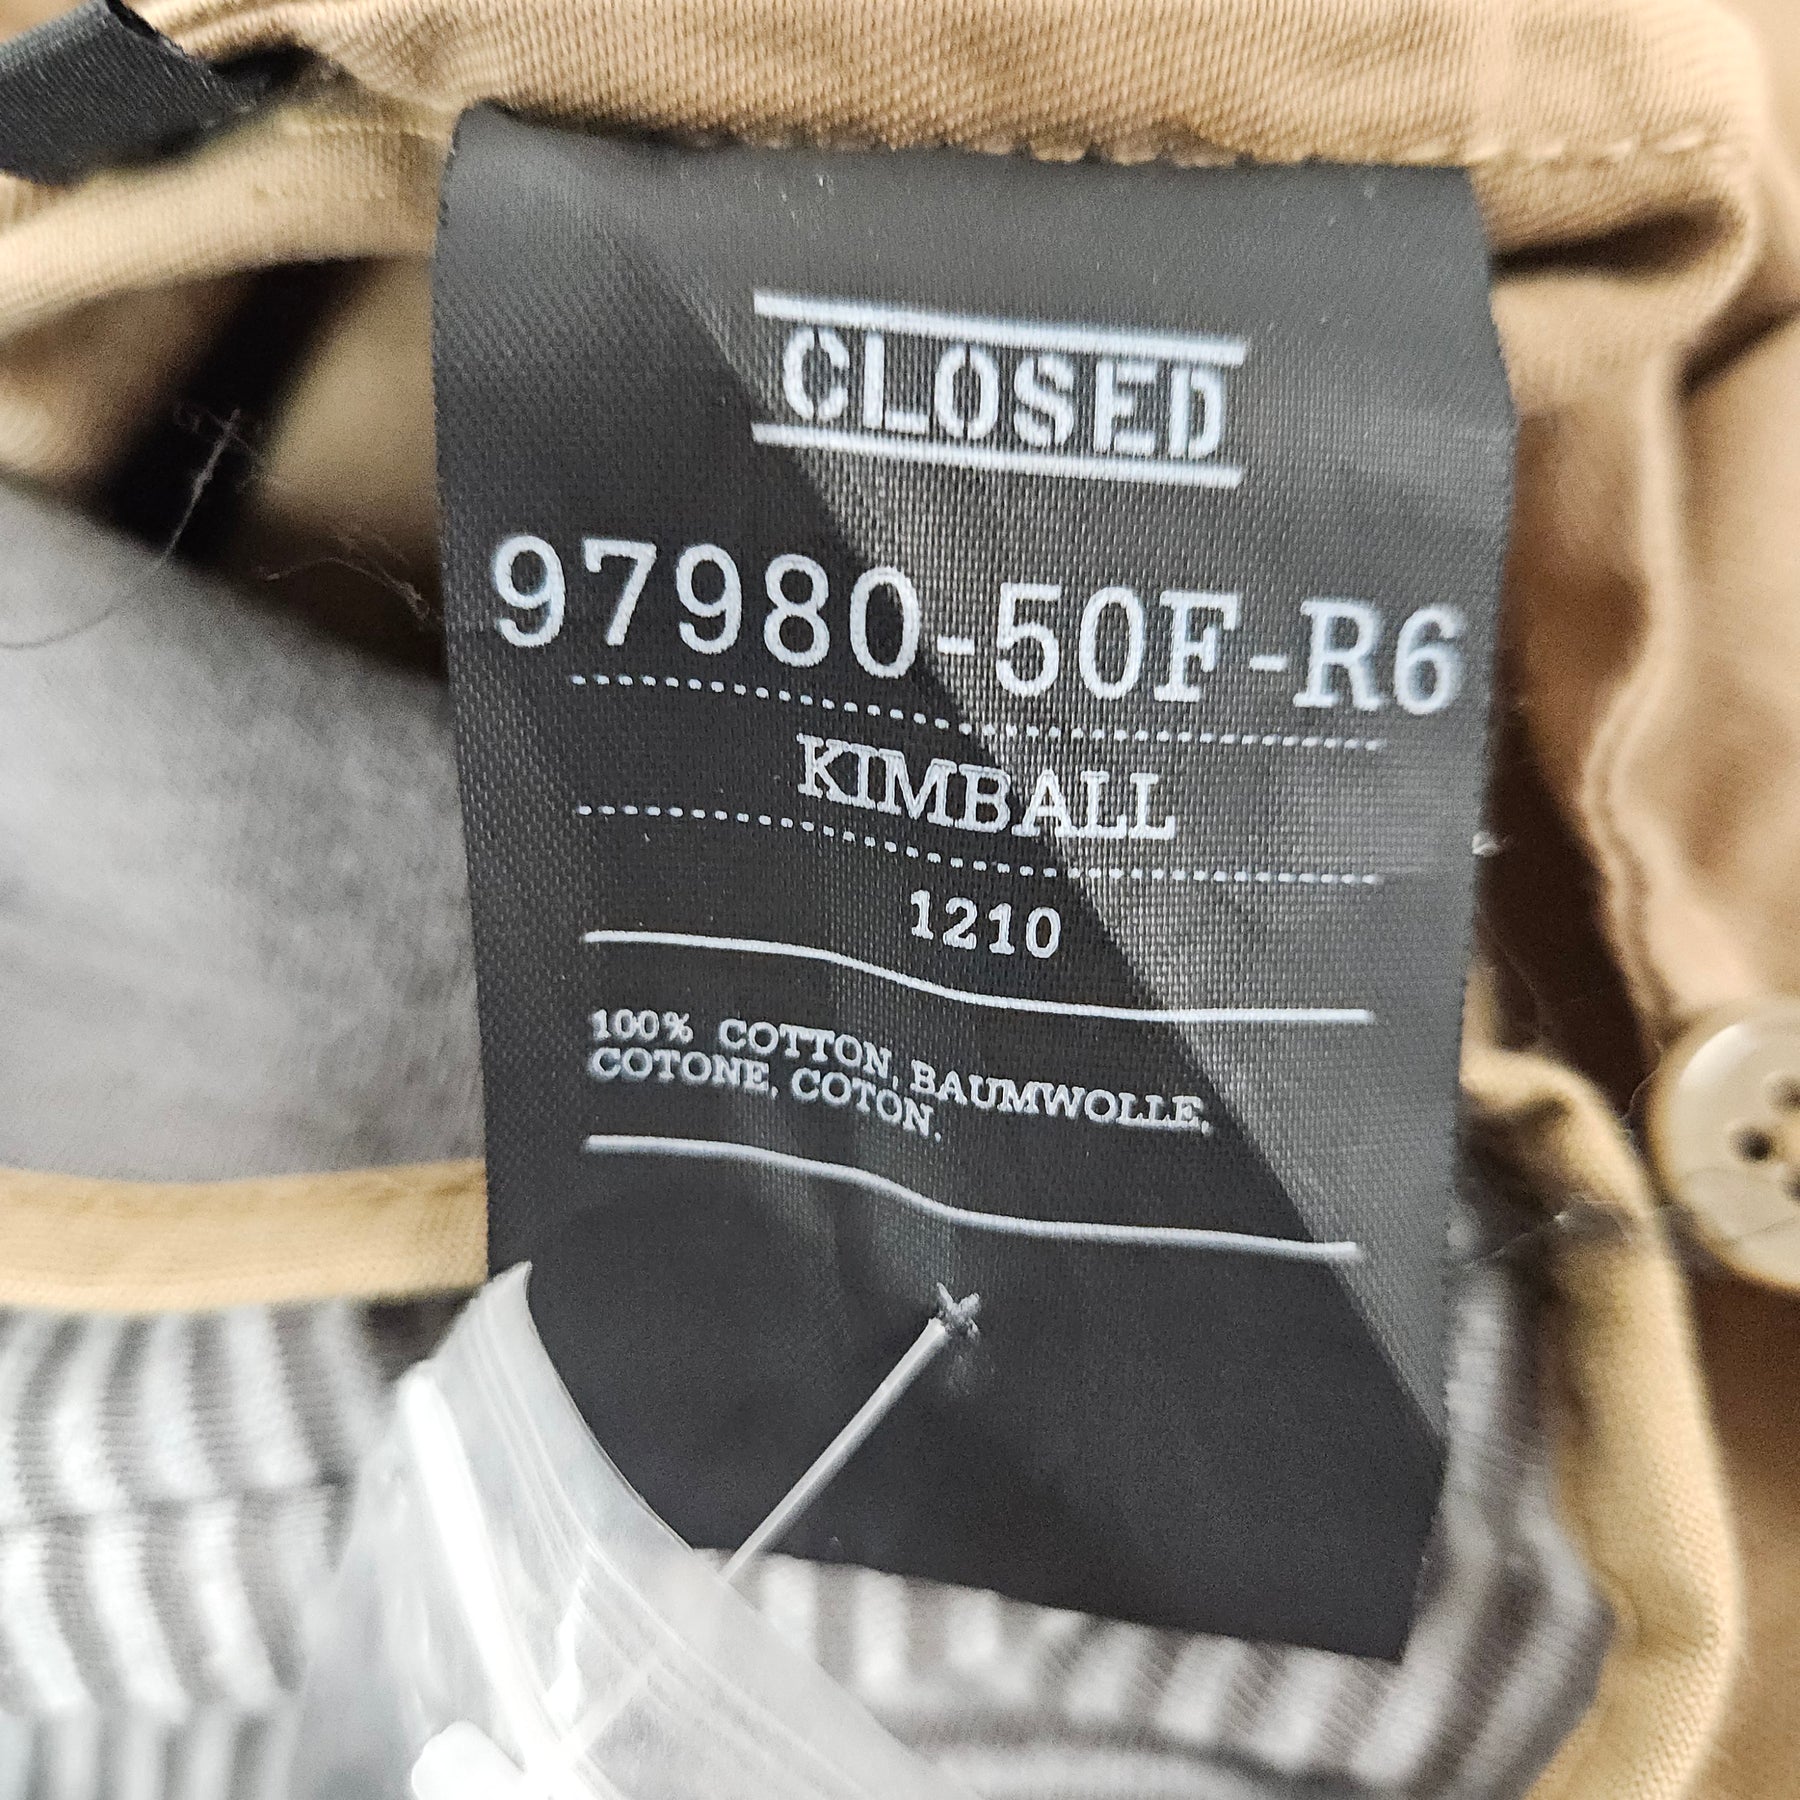 CLOSED
97980-50F-R6
KIMBALL
1210
100% COTTON, BAUMWOLLE,
COTONE, COTON.